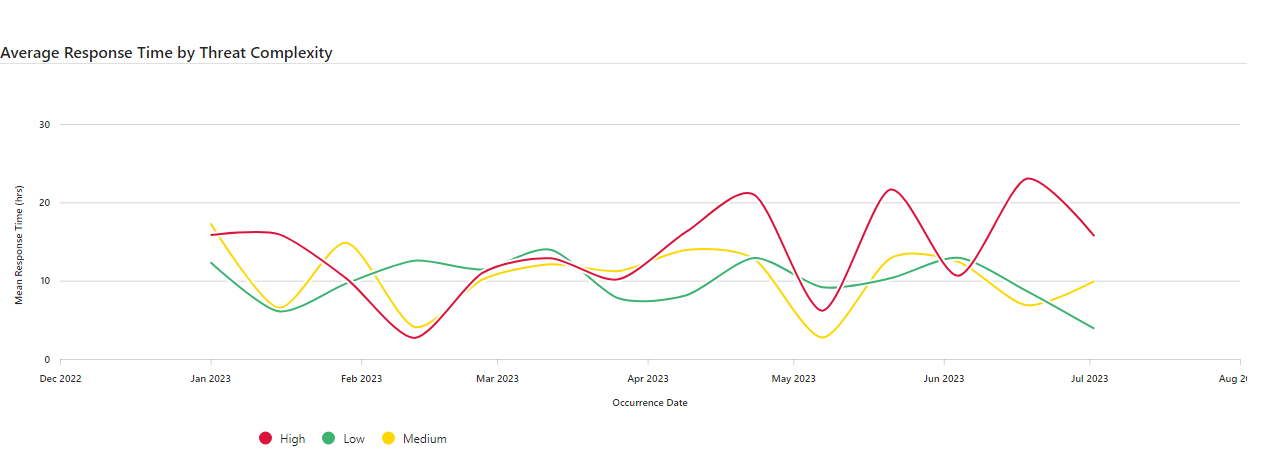 Average Response Time by Threat Complexity
30
20
10
0
Mean Response Time (hrs)
Dec 2022 Jan 2023 Feb 2023 Mar 2023 Apr 2023 May 2023 Jun 2023 Jul 2023 Aug
Occurrence Date
High Low Medium